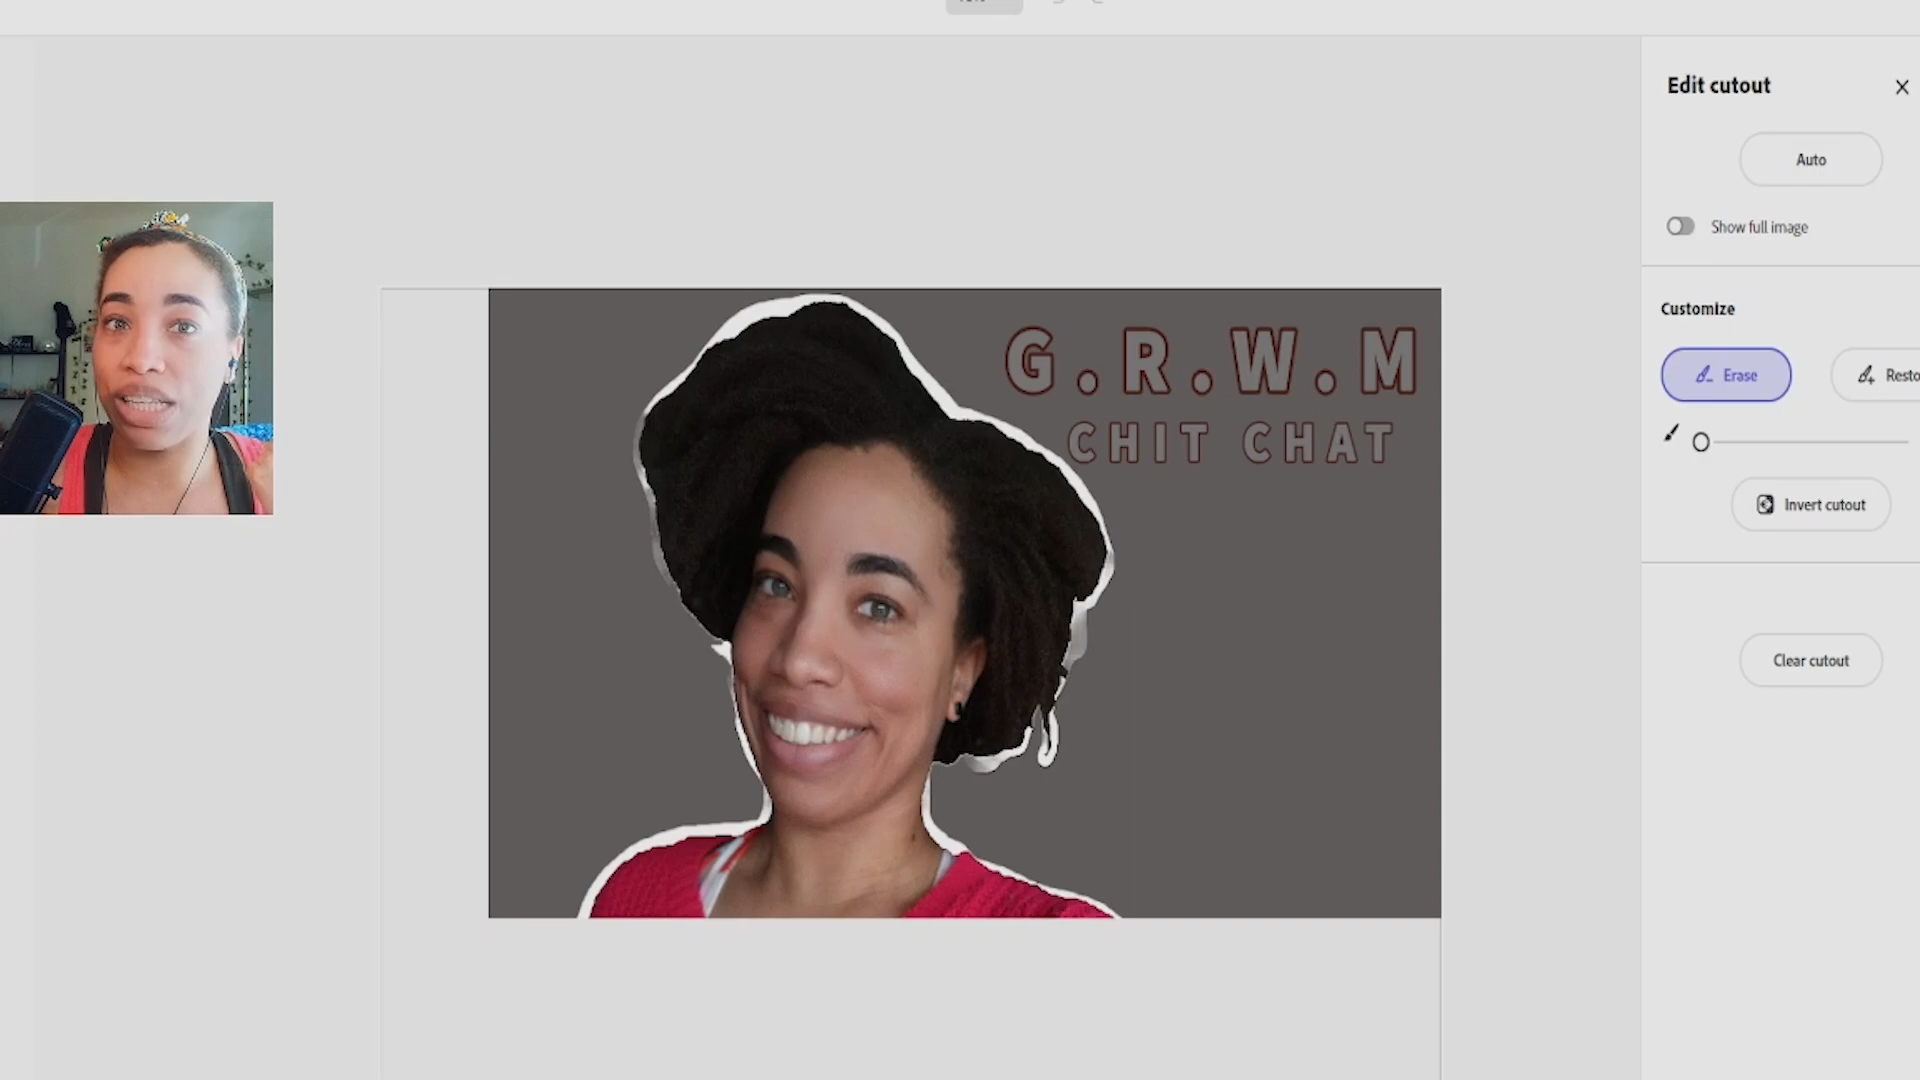 Edit cutout
Auto
Show full image
Customize
Erase
Resto
Invert cutout
Clear cutout
G.R.W.M
CHIT CHAT